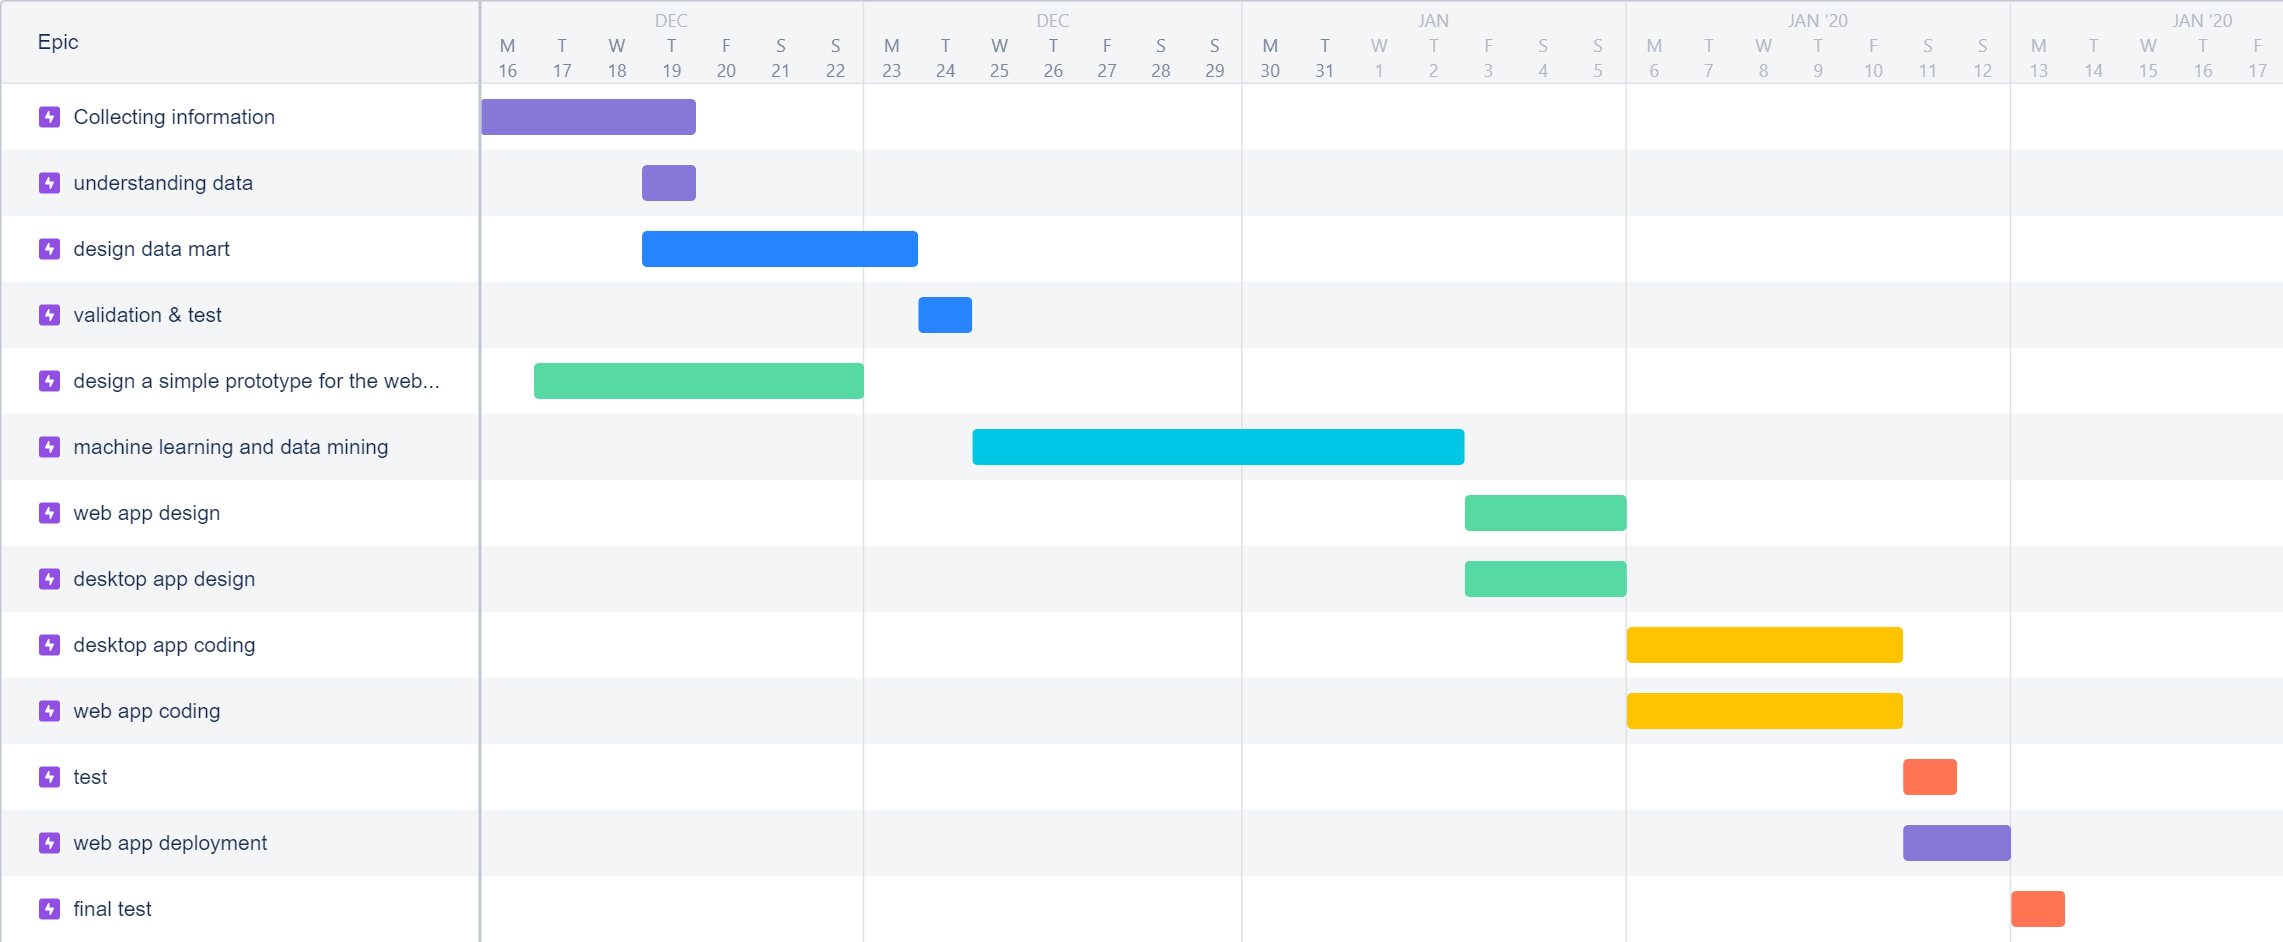 Epic
DEC DEC JAN JAN '20 JAN '20
M T W T F S S M T W T F S S M T W T F S S M T W T F S S M T W T F
16 17 18 19 20 21 22 23 24 25 26 27 28 29 30 31 1 2 3 4 5 6 7 8 9 10 11 12 13 14 15 16 17
Collecting information
understanding data
design data mart
validation & test
design a simple prototype for the web...
machine learning and data mining
web app design
desktop app design
desktop app coding
web app coding
test
web app deployment
final test